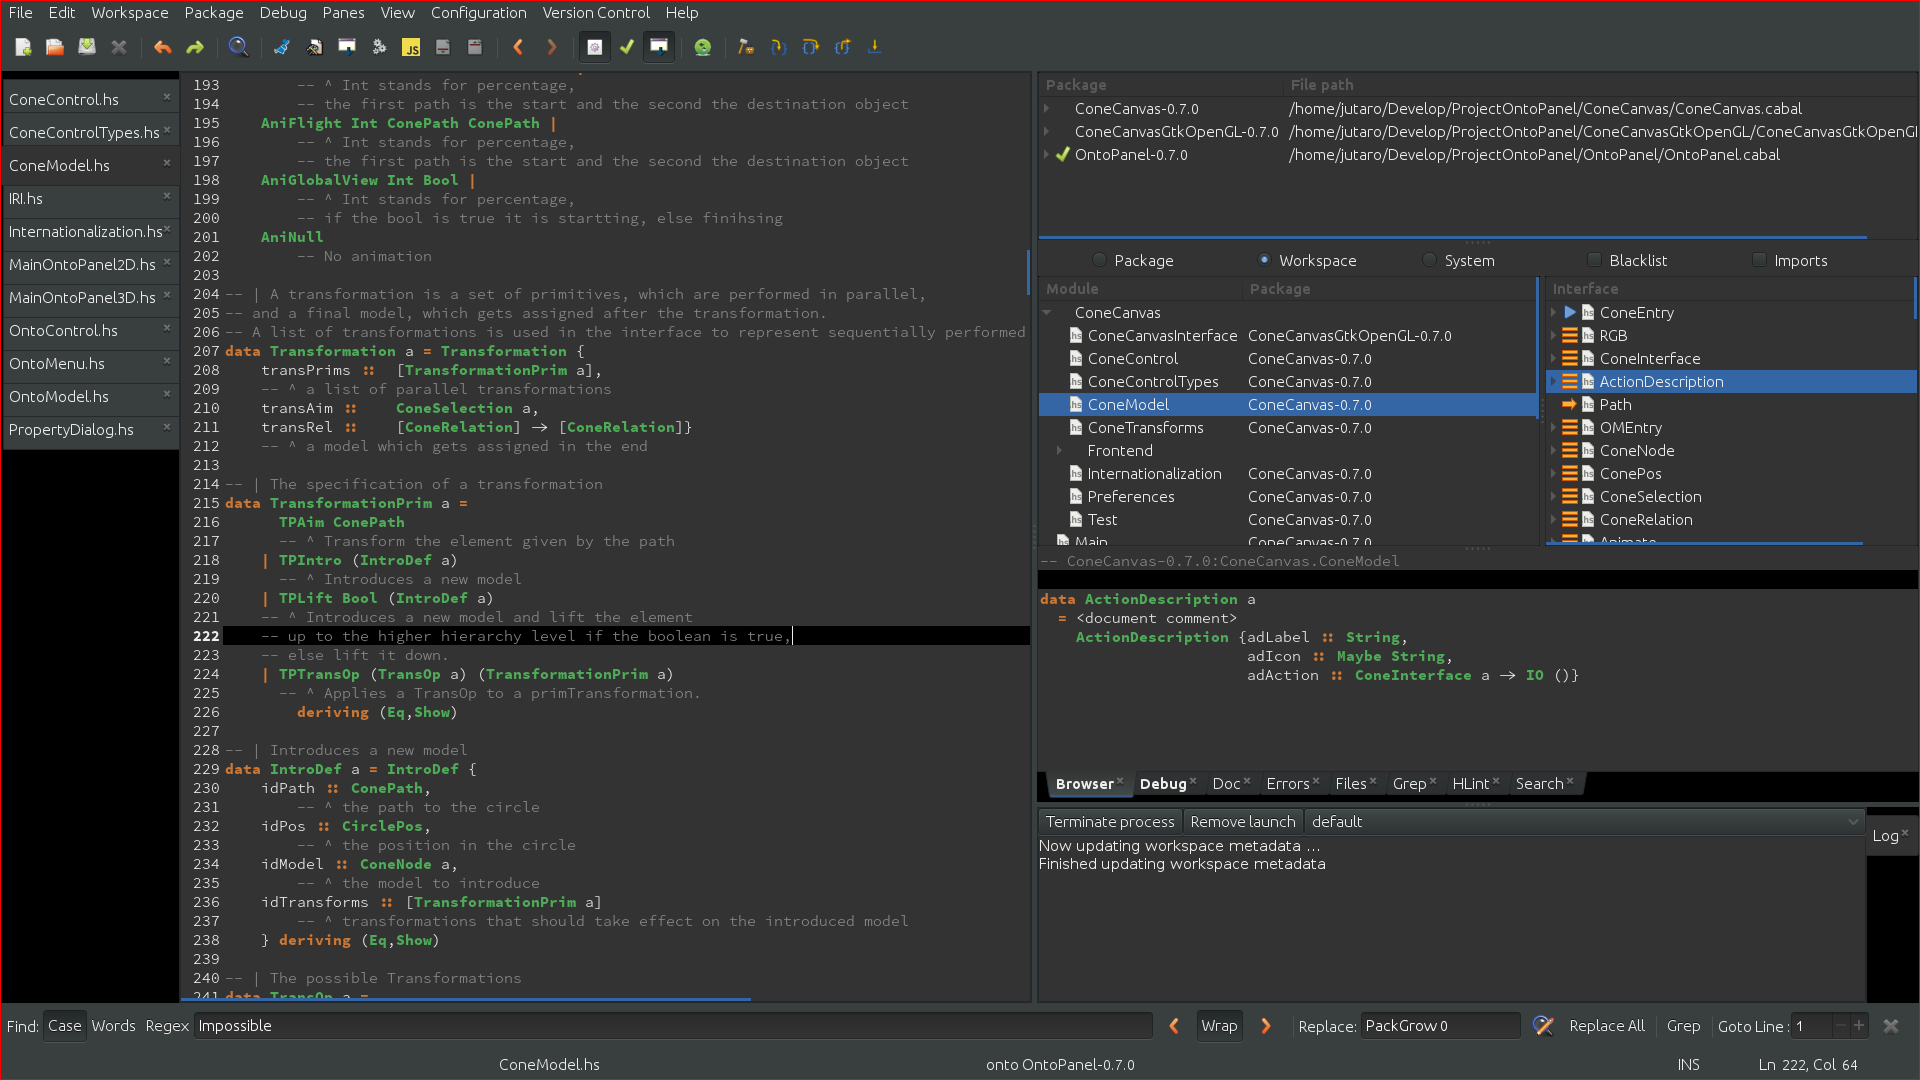 File Edit Workspace Package Debug Panes View Configuration Version Control Help
JS
ConeControl.hs
ConeControlTypes.hs
ConeModel.hs
IRI.hs
Internationalization.hs
MainOntoPanel2D.hs
MainOntoPanel3D.hs
OntoControl.hs
OntoMenu.hs
OntoModel.hs
PropertyDialog.hs
193 -- ^ Int stands for percentage,
194 -- the first path is the start and the second the destination object
195 AniFlight Int ConePath ConePath |
196 -- ^ Int stands for percentage,
197 -- the first path is the start and the second the destination object
198 AniGlobalView Int Bool |
199 -- ^ Int stands for percentage,
200 -- if the bool is true it is startting, else finihsing
201 AniNull
202 -- No animation
203
204 -- | A transformation is a set of primitives, which are performed in parallel,
205 -- and a final model, which gets assigned after the transformation.
206 -- A list of transformations is used in the interface to represent sequentially performed
207 data Transformation a = Transformation {
208 transPrims :: [TransformationPrim a],
209 -- ^ a list of parallel transformations
210 transAim :: ConeSelection a,
211 transRel :: [ConeRelation] → [ConeRelation]}
212 -- ^ a model which gets assigned in the end
213
214 -- | The specification of a transformation
215 data TransformationPrim a =
216 TPAim ConePath
217 -- ^ Transform the element given by the path
218 | TPIntro (IntroDef a)
219 -- ^ Introduces a new model
220 | TPLift Bool (IntroDef a)
221 -- ^ Introduces a new model and lift the element
222 -- up to the higher hierarchy level if the boolean is true,
223 -- else lift it down.
224 | TPTransOp (TransOp a) (TransformationPrim a)
225 -- ^ Applies a TransOp to a primTransformation.
226 deriving (Eq,Show)
227
228 -- | Introduces a new model
229 data IntroDef a = IntroDef {
230 idPath :: ConePath,
231 -- ^ the path to the circle
232 idPos :: CirclePos,
233 -- ^ the position in the circle
234 idModel :: ConeNode a,
235 -- ^ the model to introduce
236 idTransforms :: [TransformationPrim a]
237 -- ^ transformations that should take effect on the introduced model
238 } deriving (Eq,Show)
239
240 -- | The possible Transformations
241 data TransOp a =
Package File path
ConeCanvas-0.7.0 /home/jutaro/Develop/ProjectOntoPanel/ConeCanvas/ConeCanvas.cabal
ConeCanvasGtkOpenGL-0.7.0 /home/jutaro/Develop/ProjectOntoPanel/ConeCanvasGtkOpenGL/ConeCanvasGtkOpenGl
OntoPanel-0.7.0 /home/jutaro/Develop/ProjectOntoPanel/OntoPanel/OntoPanel.cabal
Package Workspace System Blacklist Imports
Module Package
ConeCanvas
ConeCanvasInterface ConeCanvasGtkOpenGL-0.7.0
ConeControl ConeCanvas-0.7.0
ConeControlTypes ConeCanvas-0.7.0
ConeModel ConeCanvas-0.7.0
ConeTransforms ConeCanvas-0.7.0
Frontend
Internationalization ConeCanvas-0.7.0
Preferences ConeCanvas-0.7.0
Test ConeCanvas-0.7.0
Main ConeCanvas-0.7.0
Interface
ConeEntry
RGB
ConeInterface
ActionDescription
Path
OMEntry
ConeNode
ConePos
ConeSelection
ConeRelation
Animate
-- ConeCanvas-0.7.0:ConeCanvas.ConeModel
data ActionDescription a
= <document comment>
ActionDescription {adLabel :: String,
adIcon :: Maybe String,
adAction :: ConeInterface a → IO ()}
Browser Debug Doc Errors Files Grep HLint Search
Terminate process Remove launch default
Log
Now updating workspace metadata ...
Finished updating workspace metadata
Find: Case Words Regex Impossible Wrap Replace: PackGrow 0 Replace All Grep Goto Line : 1
ConeModel.hs onto OntoPanel-0.7.0 INS Ln 222, Col 64